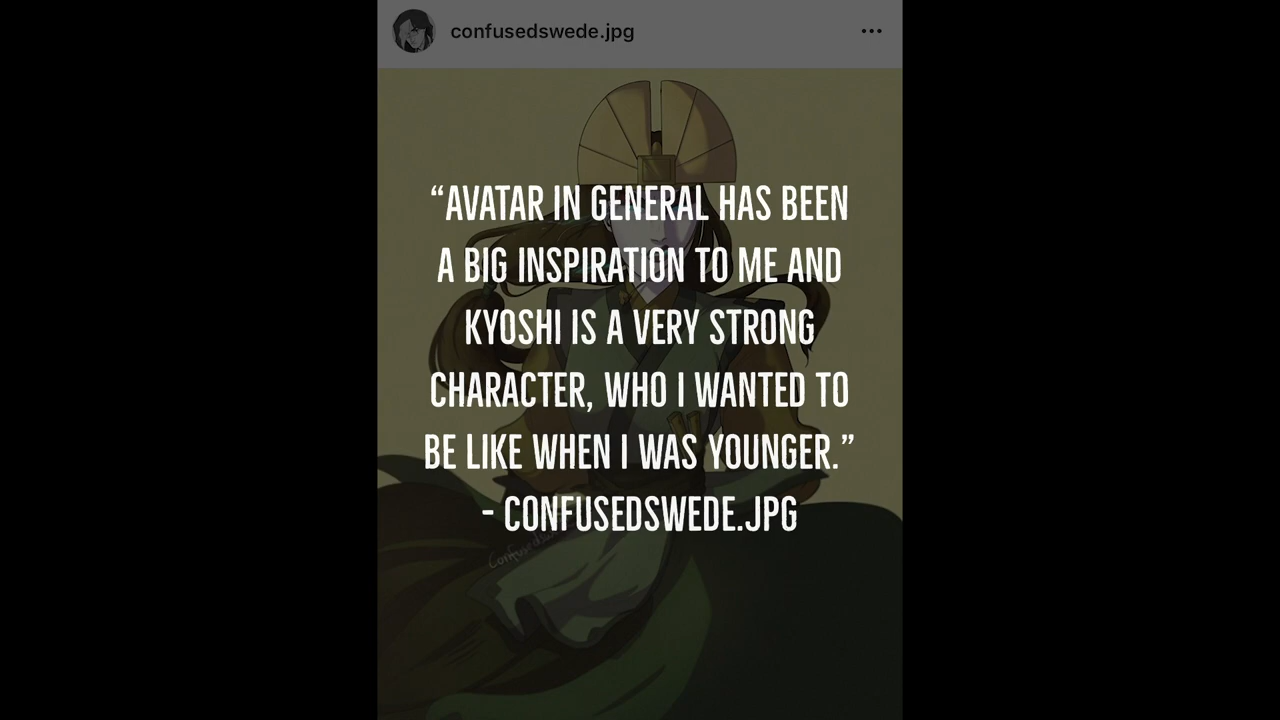 confusedswede.jpg
“AVATAR IN GENERAL HAS BEEN
A BIG INSPIRATION TO ME AND
KYOSHI IS A VERY STRONG
CHARACTER, WHO I WANTED TO
BE LIKE WHEN I WAS YOUNGER.”
- CONFUSEDSWEDE.JPG